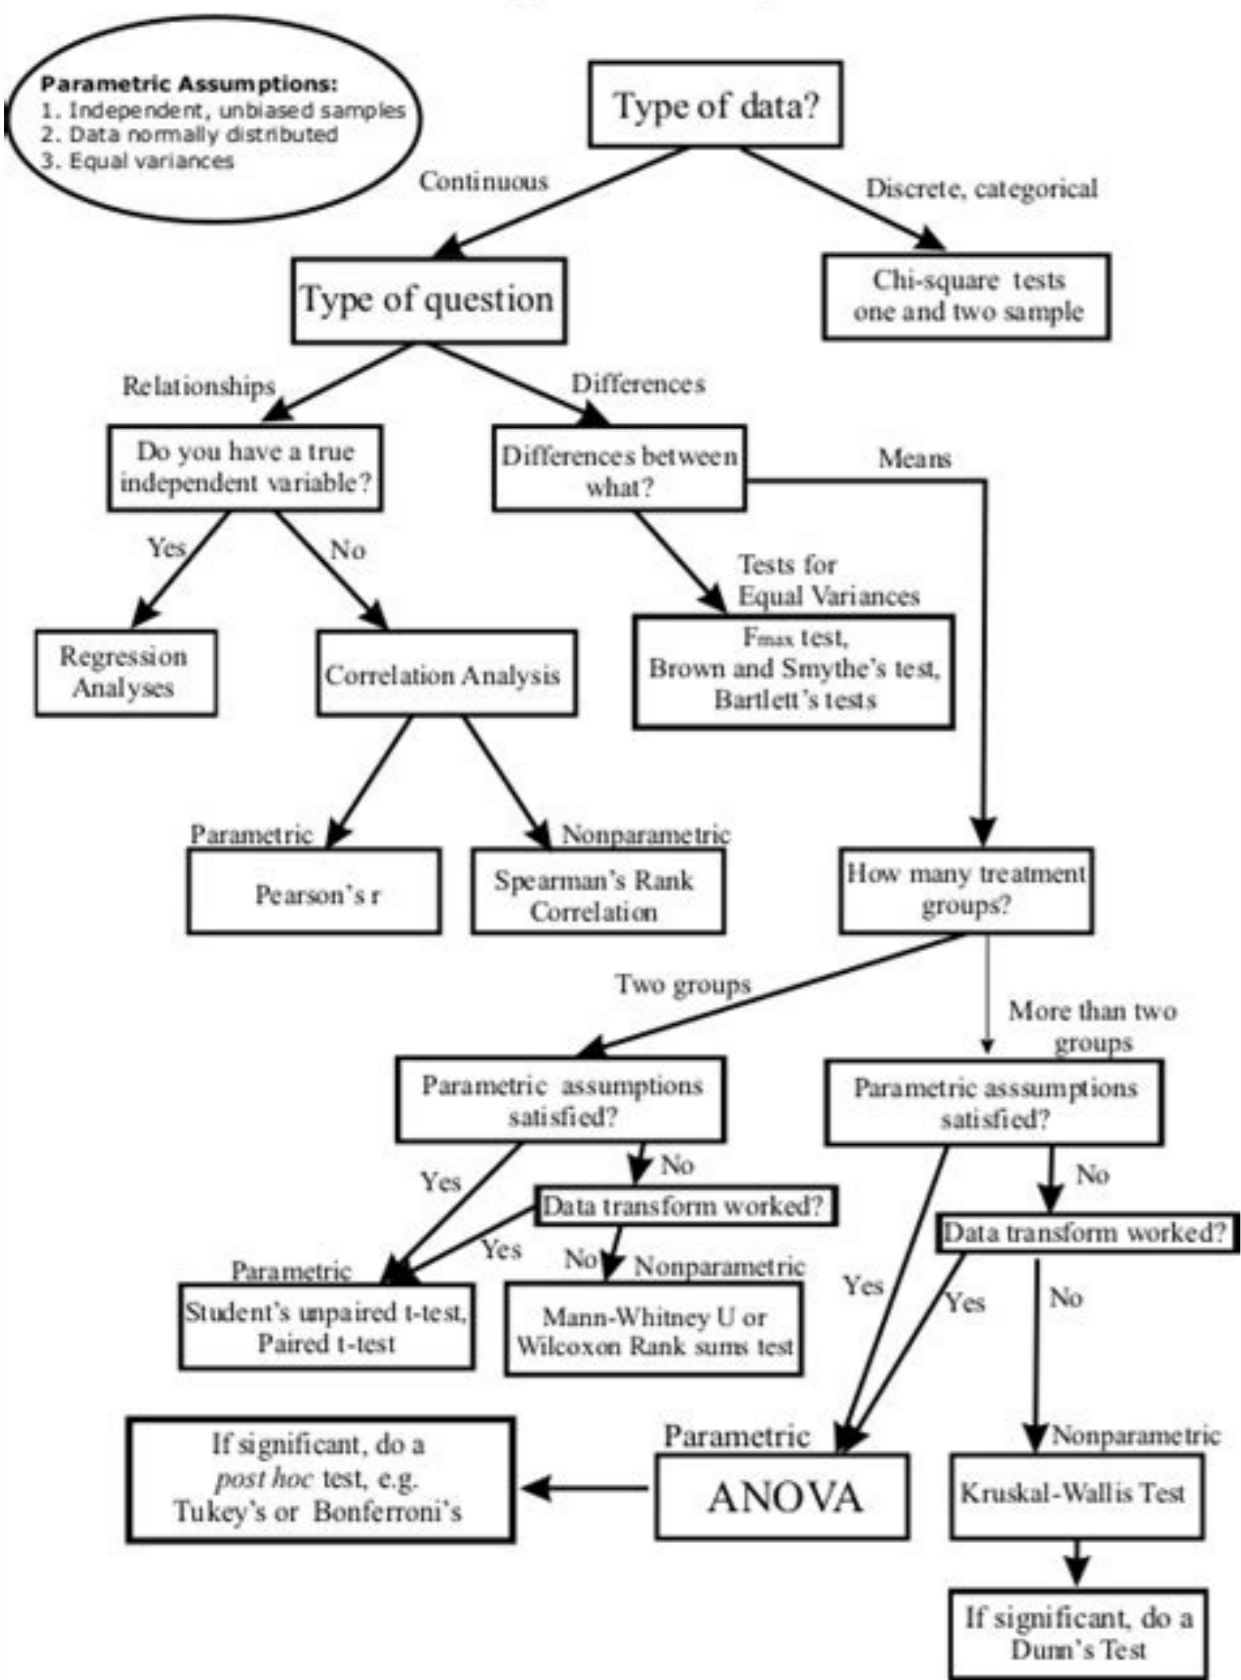 Parametric Assumptions:
1. Independent, unbiased samples
2. Data normally distributed
3. Equal variances
Type of data?
Continuous
Discrete, categorical
Type of question
Chi-square tests
one and two sample
Relationships
Differences
Do you have a true
independent variable?
Differences between
what?
Means
Yes
No
Tests for
Equal Variances
Regression
Analyses
Correlation Analysis
Fmax test,
Brown and Smythe's test,
Bartlett's tests
Parametric
Nonparametric
Pearson's r
Spearman's Rank
Correlation
How many treatment
groups?
Two groups
More than two
groups
Parametric assumptions
satisfied?
Parametric asssumptions
satisfied?
Yes
No
No
Data transform worked?
Data transform worked?
Yes
No
Parametric
Nonparametric
Yes
Yes
No
Student's unpaired t-test,
Paired t-test
Mann-Whitney U or
Wilcoxon Rank sums test
If significant, do a
post hoc test, e.g.
Tukey's or Bonferroni's
Parametric
ANOVA
Nonparametric
Kruskal-Wallis Test
If significant, do a
Dunn's Test